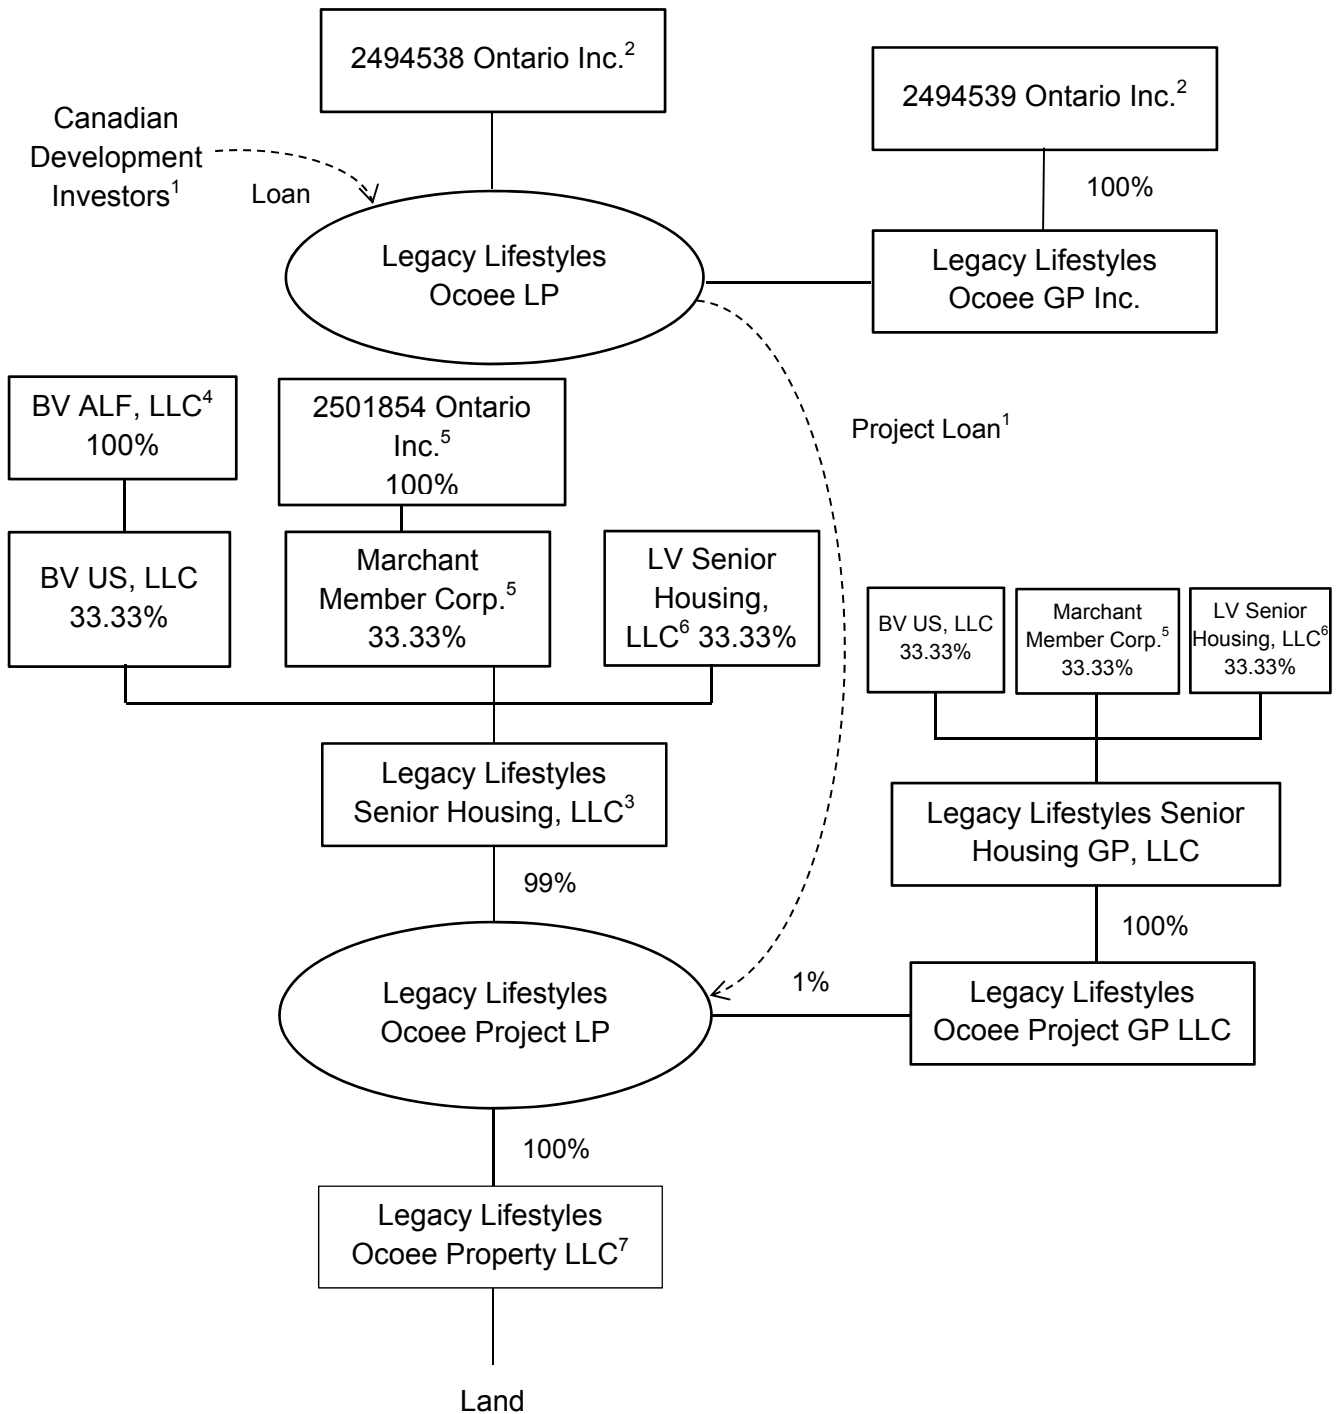 2494538 Ontario Inc.²
2494539 Ontario Inc.²
Canadian
Development
Investors¹
Loan
100%
Legacy Lifestyles
Ocoee LP
Legacy Lifestyles
Ocoee GP Inc.
BV ALF, LLC⁴
100%
2501854 Ontario
Inc.⁵
100%
Project Loan¹
BV US, LLC
33.33%
Marchant
Member Corp.⁵
33.33%
LV Senior
Housing,
LLC⁶ 33.33%
BV US, LLC
33.33%
Marchant
Member Corp.⁵
33.33%
LV Senior
Housing, LLC⁶
33.33%
Legacy Lifestyles
Senior Housing, LLC³
Legacy Lifestyles Senior
Housing GP, LLC
99%
100%
Legacy Lifestyles
Ocoee Project LP
1%
Legacy Lifestyles
Ocoee Project GP LLC
100%
Legacy Lifestyles
Ocoee Property LLC⁷
Land